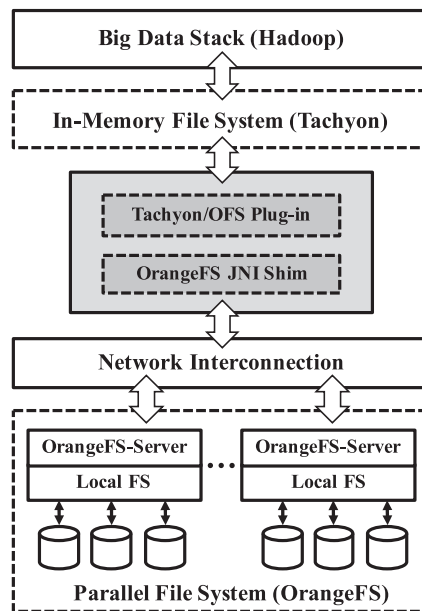 Big Data Stack (Hadoop)
In-Memory File System (Tachyon)
Tachyon/OFS Plug-in
OrangeFS JNI Shim
Network Interconnection
OrangeFS-Server ... OrangeFS-Server
Local FS Local FS
Parallel File System (OrangeFS)